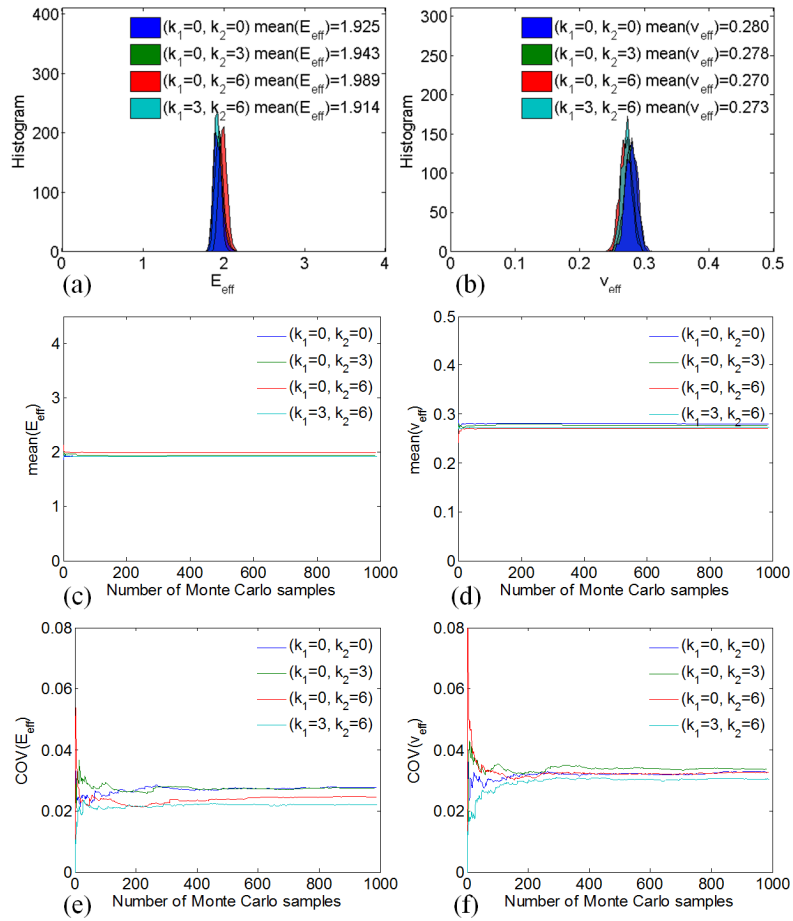 400
300
200
100
0
Histogram
(k1=0, k2=0) mean(Eeff)=1.925
(k1=0, k2=3) mean(Eeff)=1.943
(k1=0, k2=6) mean(Eeff)=1.989
(k1=3, k2=6) mean(Eeff)=1.914
0 1 2 3 4
Eeff
(a)
300
250
200
150
100
50
0
Histogram
(k1=0, k2=0) mean(veff)=0.280
(k1=0, k2=3) mean(veff)=0.278
(k1=0, k2=6) mean(veff)=0.270
(k1=3, k2=6) mean(veff)=0.273
0 0.1 0.2 0.3 0.4 0.5
veff
(b)
4
3
2
1
0
mean(Eeff)
(k1=0, k2=0)
(k1=0, k2=3)
(k1=0, k2=6)
(k1=3, k2=6)
0 200 400 600 800 1000
Number of Monte Carlo samples
(c)
0.5
0.4
0.3
0.2
0.1
0
mean(veff)
(k1=0, k2=0)
(k1=0, k2=3)
(k1=0, k2=6)
(k1=3, k2=6)
0 200 400 600 800 1000
Number of Monte Carlo samples
(d)
0.08
0.06
0.04
0.02
0
COV(Eeff)
(k1=0, k2=0)
(k1=0, k2=3)
(k1=0, k2=6)
(k1=3, k2=6)
0 200 400 600 800 1000
Number of Monte Carlo samples
(e)
0.08
0.06
0.04
0.02
0
COV(veff)
(k1=0, k2=0)
(k1=0, k2=3)
(k1=0, k2=6)
(k1=3, k2=6)
0 200 400 600 800 1000
Number of Monte Carlo samples
(f)